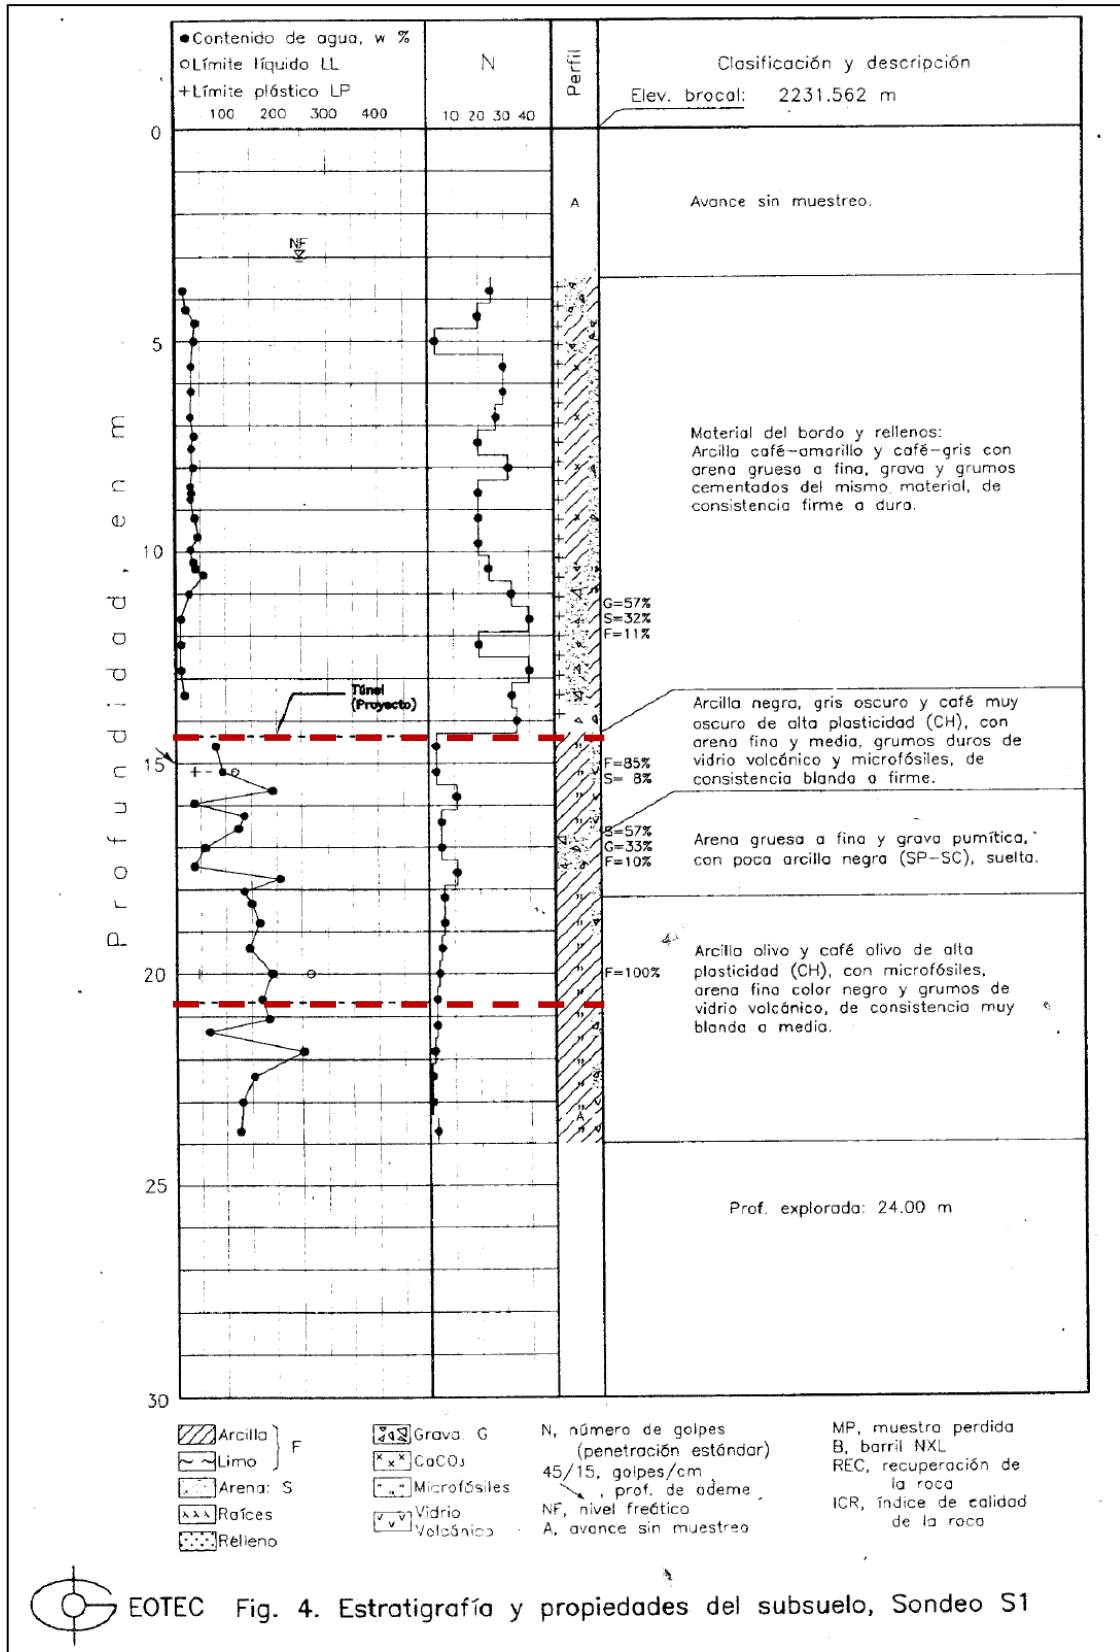 ●Contenido de agua, w %
○Límite líquido LL
+Límite plástico LP
100 200 300 400
N
10 20 30 40
Perfil
Clasificación y descripción
Elev. brocal: 2231.562 m
Profundidad, en m
0
5
10
15
20
25
30
NF
A
Avance sin muestreo.
Material del bordo y rellenos:
Arcilla café-amarillo y café-gris con
arena gruesa a fina, grava y grumos
cementados del mismo material, de
consistencia firme a dura.
G=57%
S=32%
F=11%
Túnel
(Proyecto)
Arcilla negra, gris oscuro y café muy
oscuro de alta plasticidad (CH), con
arena fina y media, grumos duros de
vidrio volcánico y microfósiles, de
consistencia blanda a firme.
F=85%
S= 8%
S=57%
G=33%
F=10%
Arena gruesa a fina y grava pumítica,
con poca arcilla negra (SP-SC), suelta.
Arcilla olivo y café olivo de alta
plasticidad (CH), con microfósiles,
arena fina color negro y grumos de
vidrio volcánico, de consistencia muy
blanda a media.
F=100%
A
Prof. explorada: 24.00 m
Arcilla
Limo
F
Arena: S
Raíces
Relleno
Grava G
CaCO₃
Microfósiles
Vidrio
Volcánico
N, número de golpes
(penetración estándar)
45/15, golpes/cm
, prof. de ademe
NF, nivel freático
A, avance sin muestreo
MP, muestra perdida
B, barril NXL
REC, recuperación de
la roca
ICR, índice de calidad
de la roca
EOTEC Fig. 4. Estratigrafía y propiedades del subsuelo, Sondeo S1